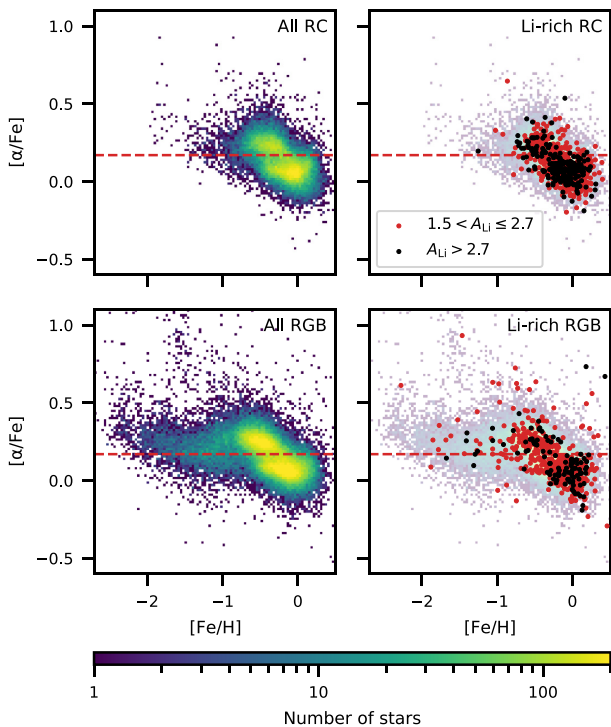 All RC
Li-rich RC
1.0
0.5
0.0
−0.5
[α/Fe]
1.5 < A_Li ≤ 2.7
A_Li > 2.7
All RGB
Li-rich RGB
1.0
0.5
0.0
−0.5
[α/Fe]
−2 −1 0 −2 −1 0
[Fe/H] [Fe/H]
1 10 100
Number of stars